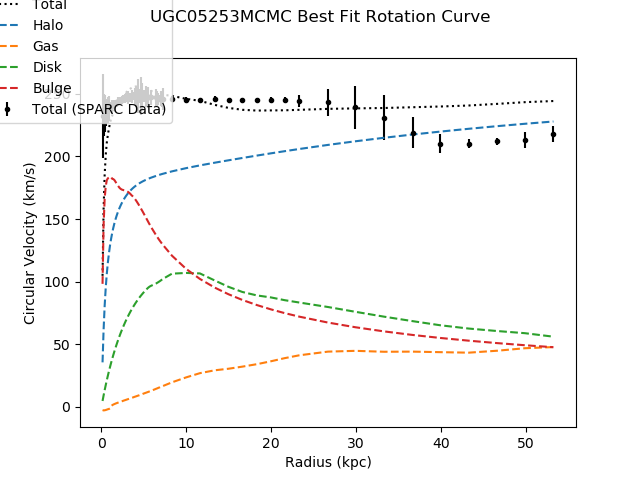 UGC05253MCMC Best Fit Rotation Curve
Total
Halo
Gas
Disk
Bulge
Total (SPARC Data)
Circular Velocity (km/s)
250
200
150
100
50
0
0 10 20 30 40 50
Radius (kpc)